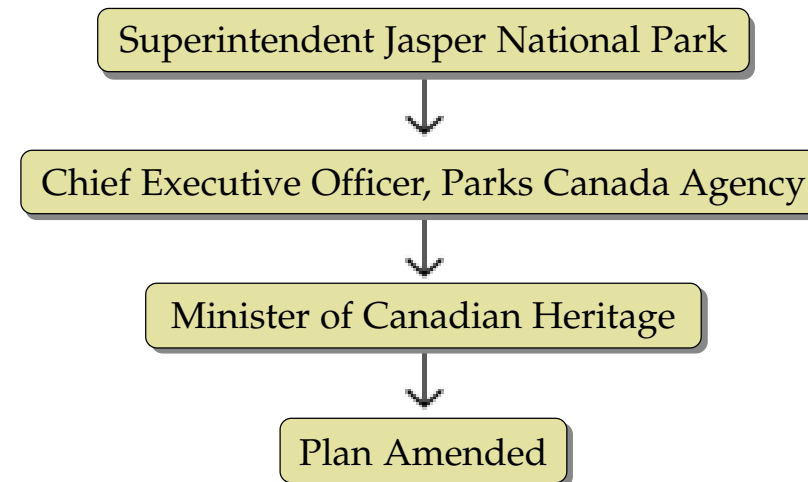 Superintendent Jasper National Park
Chief Executive Officer, Parks Canada Agency
Minister of Canadian Heritage
Plan Amended